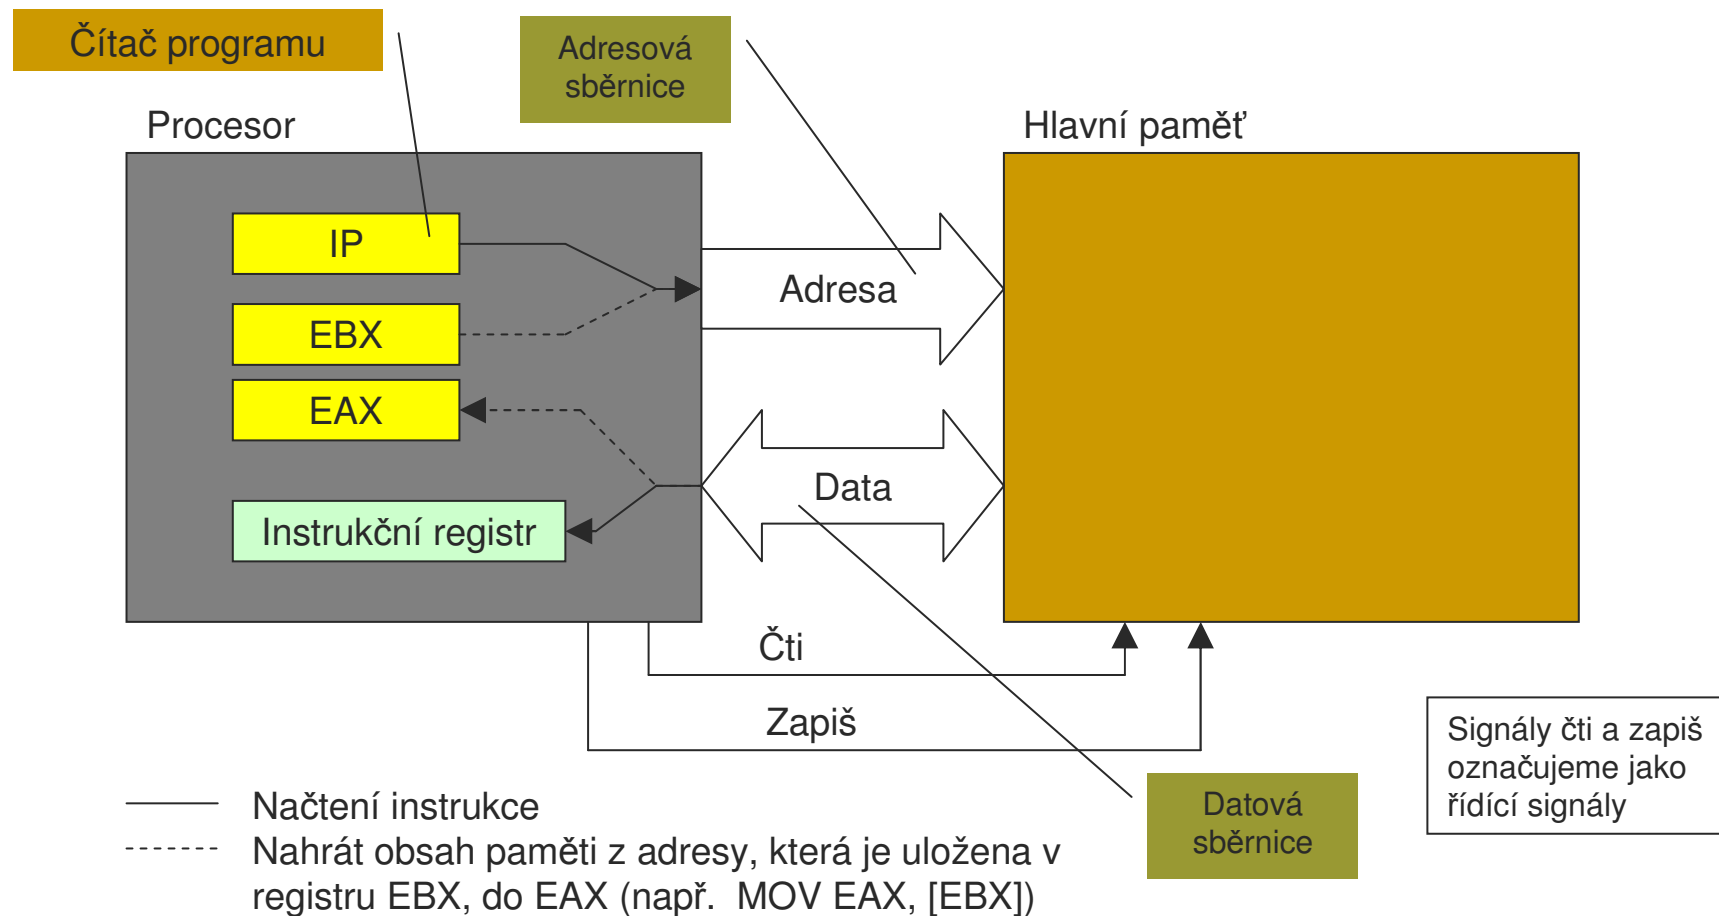 Čítač programu
Adresová
sběrnice
Procesor
Hlavní paměť
IP
Adresa
EBX
EAX
Data
Instrukční registr
Čti
Zapiš
Signály čti a zapiš
označujeme jako
řídící signály
Datová
sběrnice
Načtení instrukce
Nahrát obsah paměti z adresy, která je uložena v
registru EBX, do EAX (např. MOV EAX, [EBX])